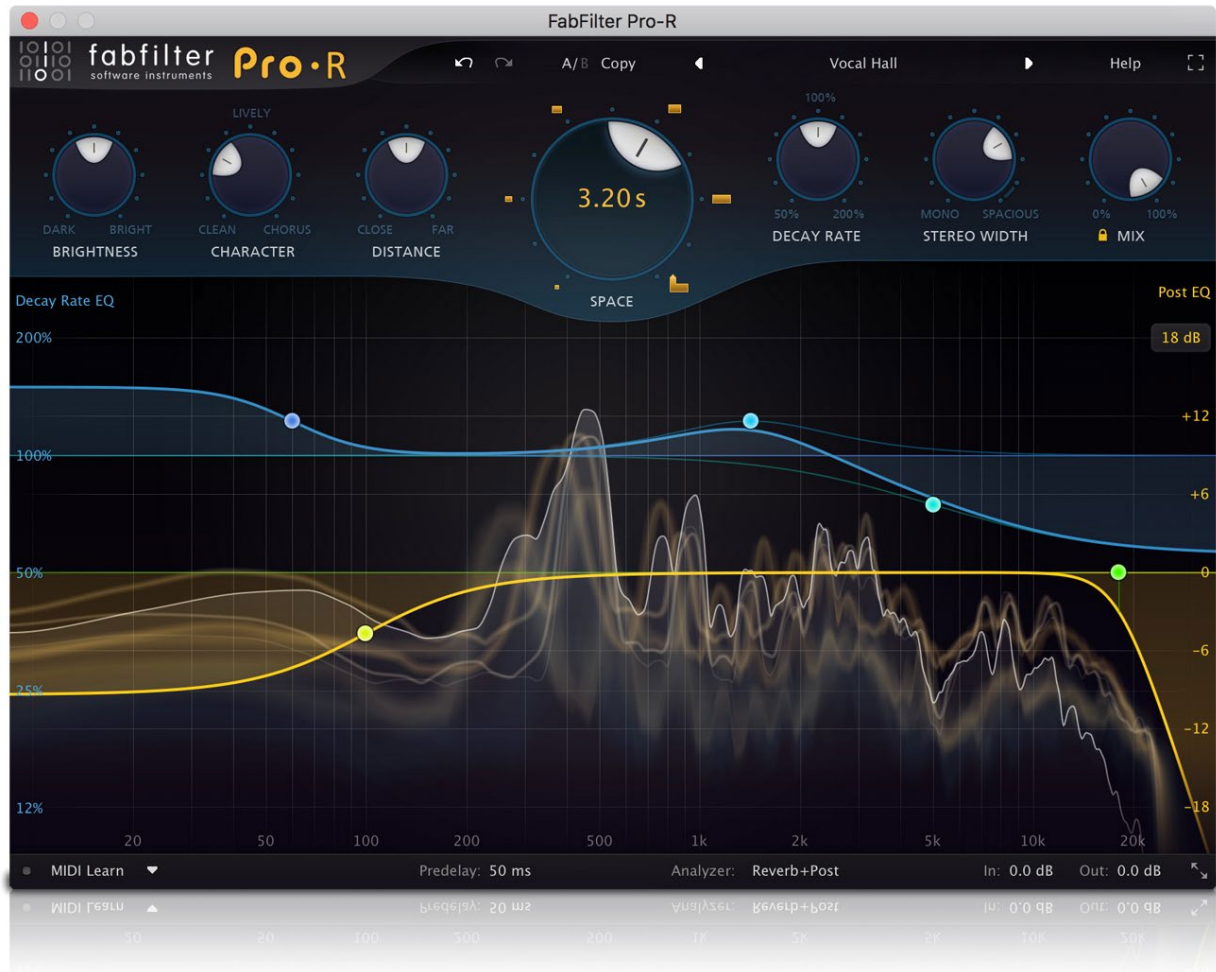 FabFilter Pro-R
fabfilter
software instruments
Pro·R
A/B Copy
Vocal Hall
Help
LIVELY
DARK BRIGHT
BRIGHTNESS
CLEAN CHORUS
CHARACTER
CLOSE FAR
DISTANCE
3.20s
SPACE
100%
50% 200%
DECAY RATE
MONO SPACIOUS
STEREO WIDTH
0% 100%
MIX
Decay Rate EQ
Post EQ
200%
18 dB
+12
100%
+6
50%
0
-6
25%
-12
12%
-18
20 50 100 200 500 1k 2k 5k 10k 20k
MIDI Learn Predelay: 50 ms Analyzer: Reverb+Post In: 0.0 dB Out: 0.0 dB